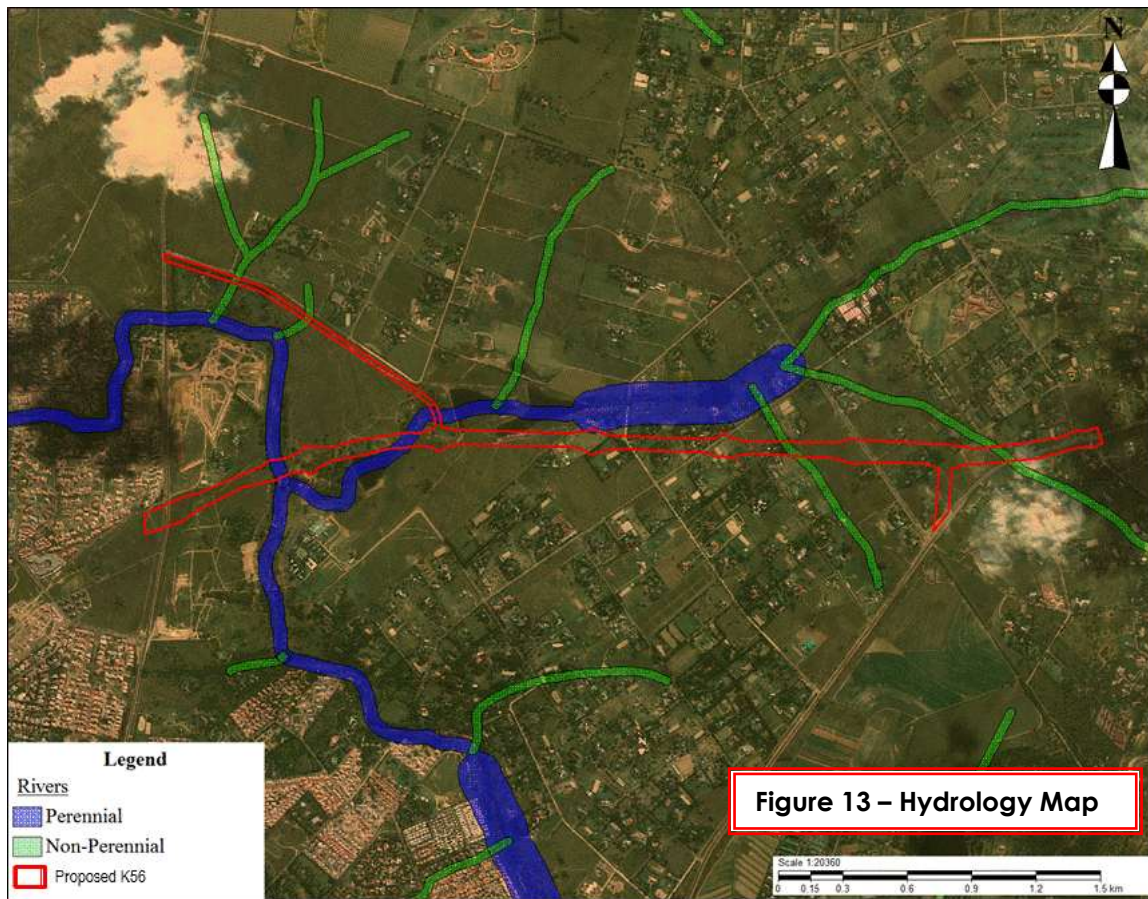 N
Legend
Rivers
Perennial
Non-Perennial
Proposed K56
Figure 13 – Hydrology Map
Scale 1:20360
0 0.15 0.3 0.6 0.9 1.2 1.5 km